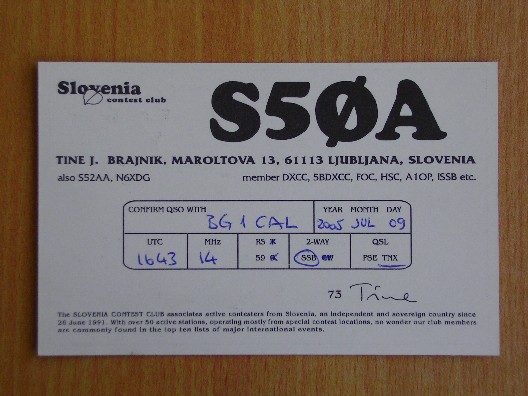 Slovenia
contest club
S5ØA
TINE J. BRAJNIK, MAROLTOVA 13, 61113 LJUBLJANA, SLOVENIA
also S52AA, N6XDG
member DXCC, 5BDXCC, FOC, HSC, A1OP, ISSB etc.
CONFIRM QSO WITH
YEAR MONTH DAY
BG1CAL
2005 JUL 09
UTC MHz RS 2-WAY QSL
1643 14 59 SSB CW PSE TNX
73 Tine
The SLOVENIA CONTEST CLUB associates active contesters from Slovenia, an independent and sovereign country since
26 June 1991. With over 50 active stations, operating mostly from special contest locations, no wonder our club members
are commonly found in the top ten lists of major international events.